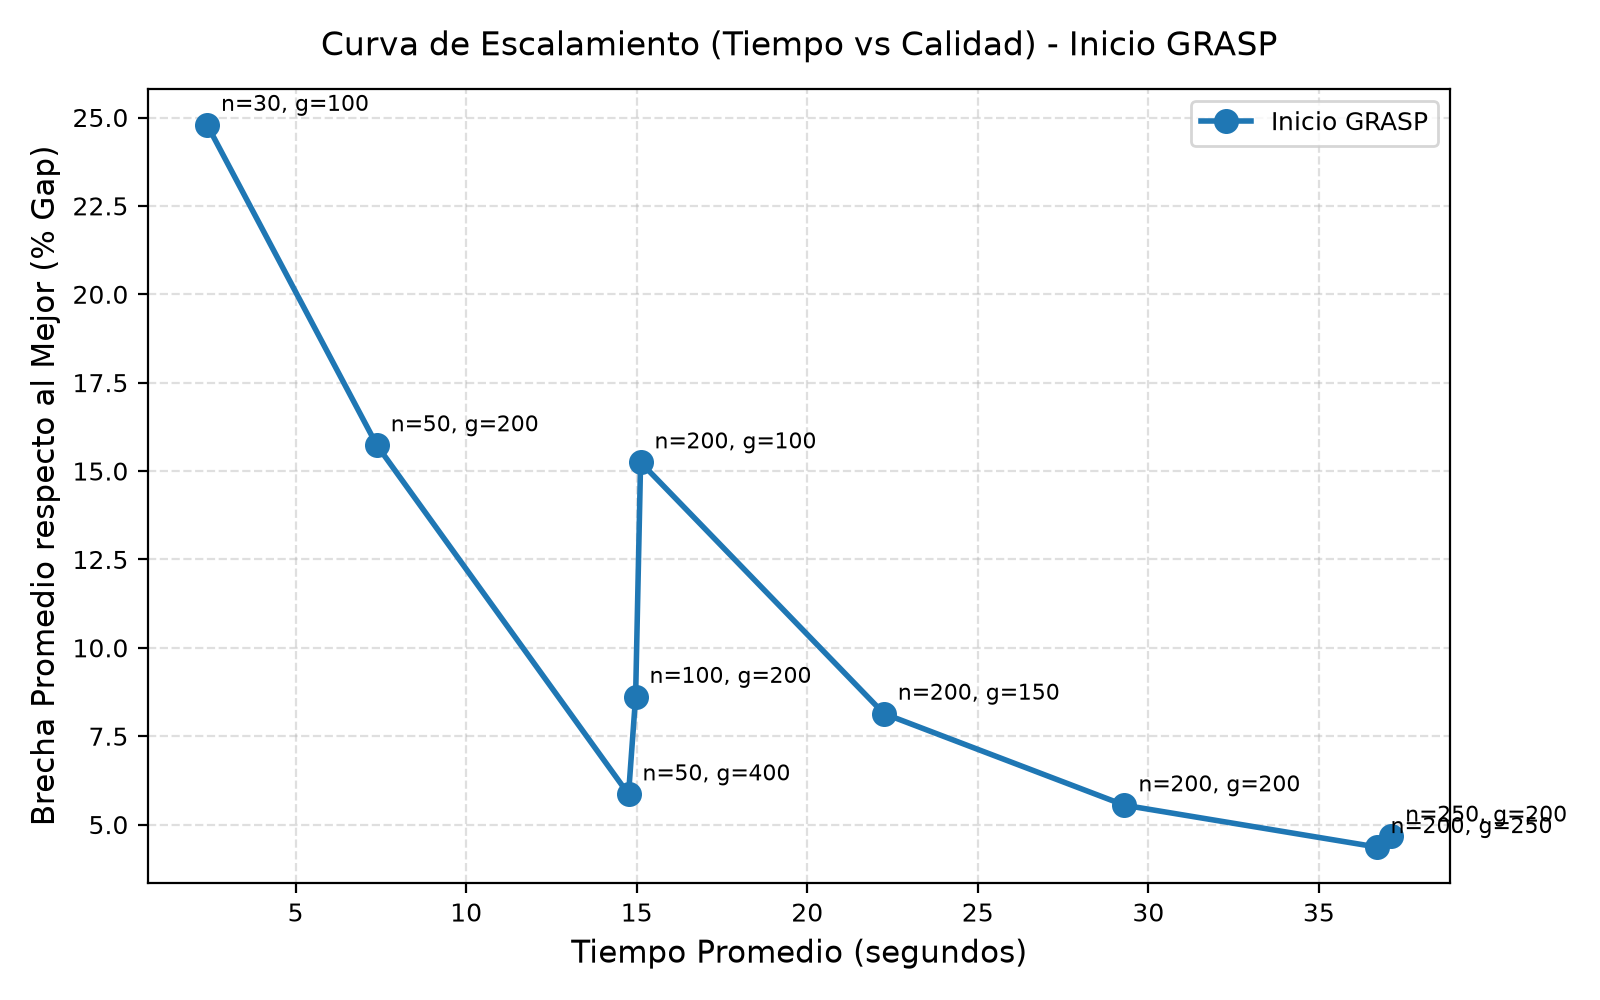 Curva de Escalamiento (Tiempo vs Calidad) - Inicio GRASP
Inicio GRASP
Brecha Promedio respecto al Mejor (% Gap)
25.0
22.5
20.0
17.5
15.0
12.5
10.0
7.5
5.0
n=30, g=100
n=50, g=200
n=200, g=100
n=100, g=200
n=50, g=400
n=200, g=150
n=200, g=200
n=250, g=200
n=200, g=250
5
10
15
20
25
30
35
Tiempo Promedio (segundos)